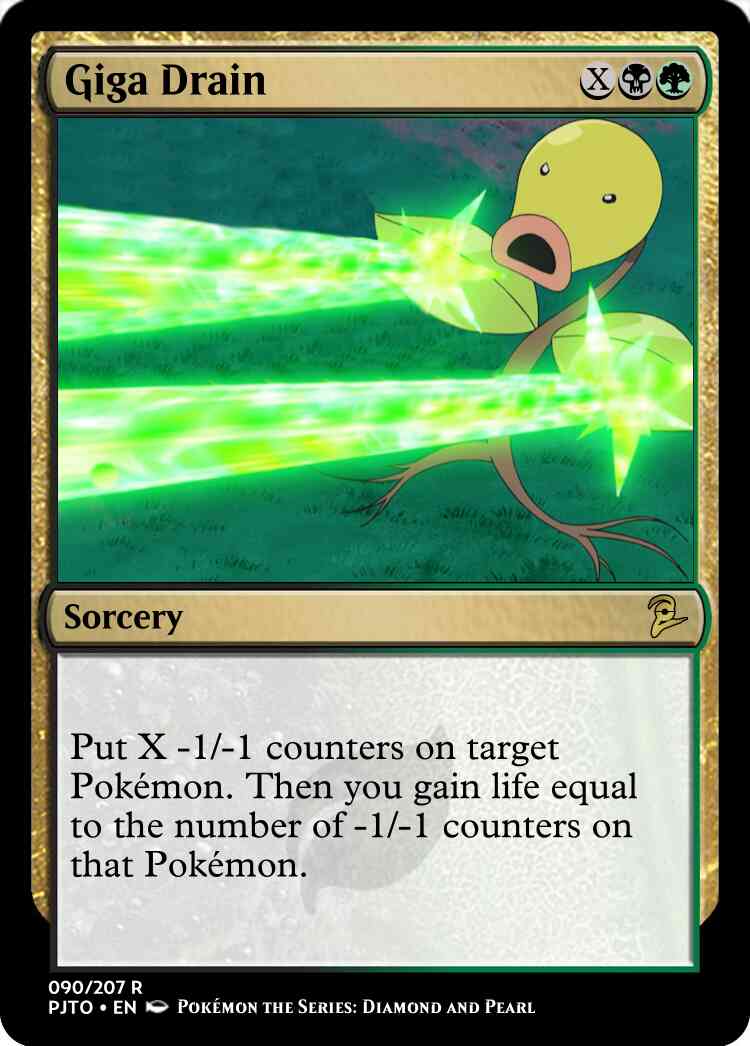 Giga Drain X
Sorcery
Put X -1/-1 counters on target
Pokémon. Then you gain life equal
to the number of -1/-1 counters on
that Pokémon.
090/207 R
PJTO • EN Pokémon the Series: Diamond and Pearl